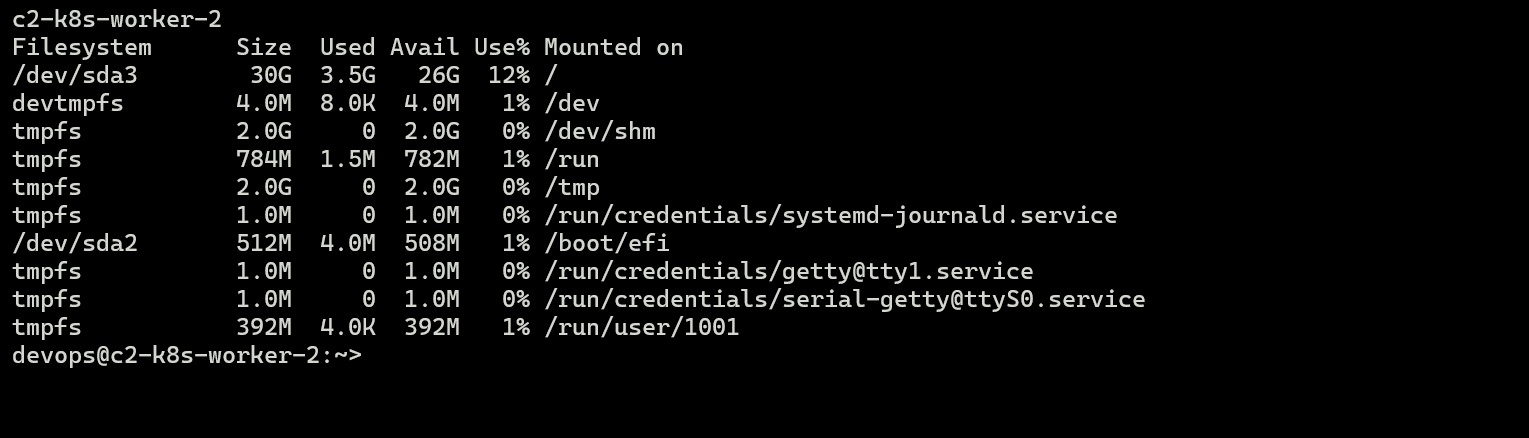 c2-k8s-worker-2
Filesystem      Size  Used Avail Use% Mounted on
/dev/sda3        30G  3.5G   26G  12% /
devtmpfs        4.0M  8.0K  4.0M   1% /dev
tmpfs           2.0G     0  2.0G   0% /dev/shm
tmpfs           784M  1.5M  782M   1% /run
tmpfs           2.0G     0  2.0G   0% /tmp
tmpfs           1.0M     0  1.0M   0% /run/credentials/systemd-journald.service
/dev/sda2       512M  4.0M  508M   1% /boot/efi
tmpfs           1.0M     0  1.0M   0% /run/credentials/getty@tty1.service
tmpfs           1.0M     0  1.0M   0% /run/credentials/serial-getty@ttyS0.service
tmpfs           392M  4.0K  392M   1% /run/user/1001
devops@c2-k8s-worker-2:~>